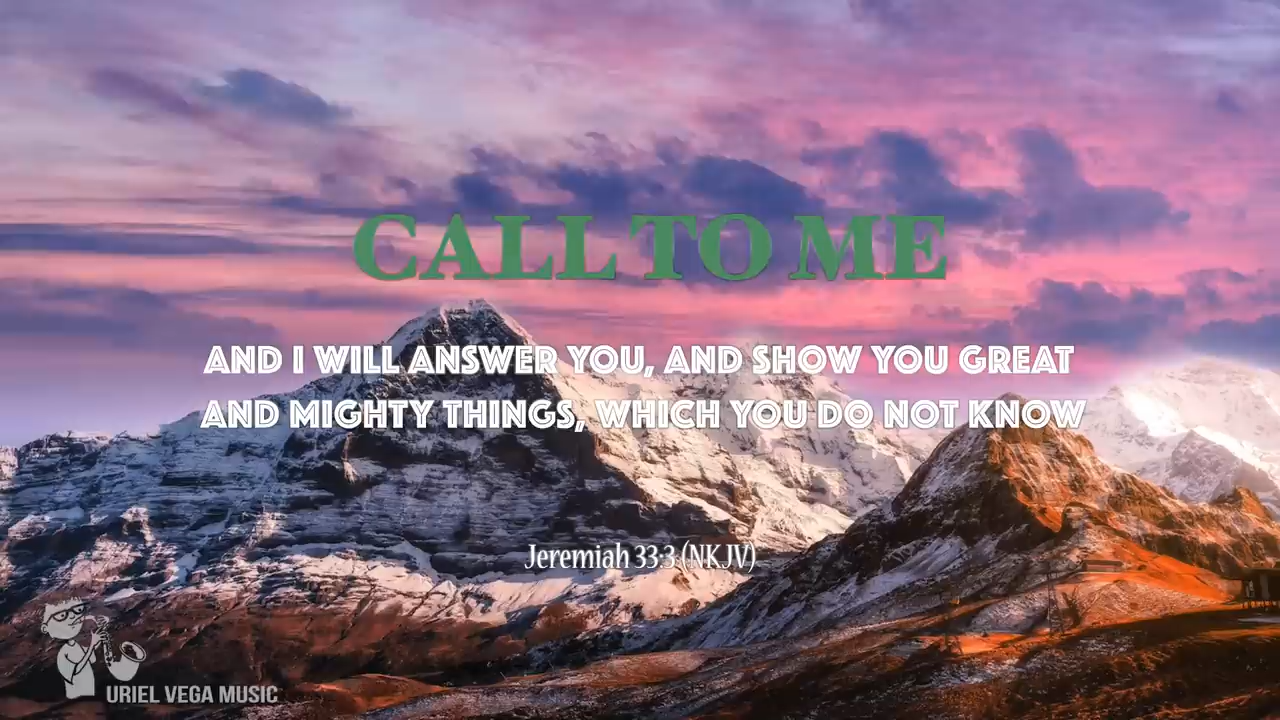 CALL TO ME
AND I WILL ANSWER YOU, AND SHOW YOU GREAT
AND MIGHTY THINGS, WHICH YOU DO NOT KNOW
Jeremiah 33:3 (NKJV)
URIEL VEGA MUSIC